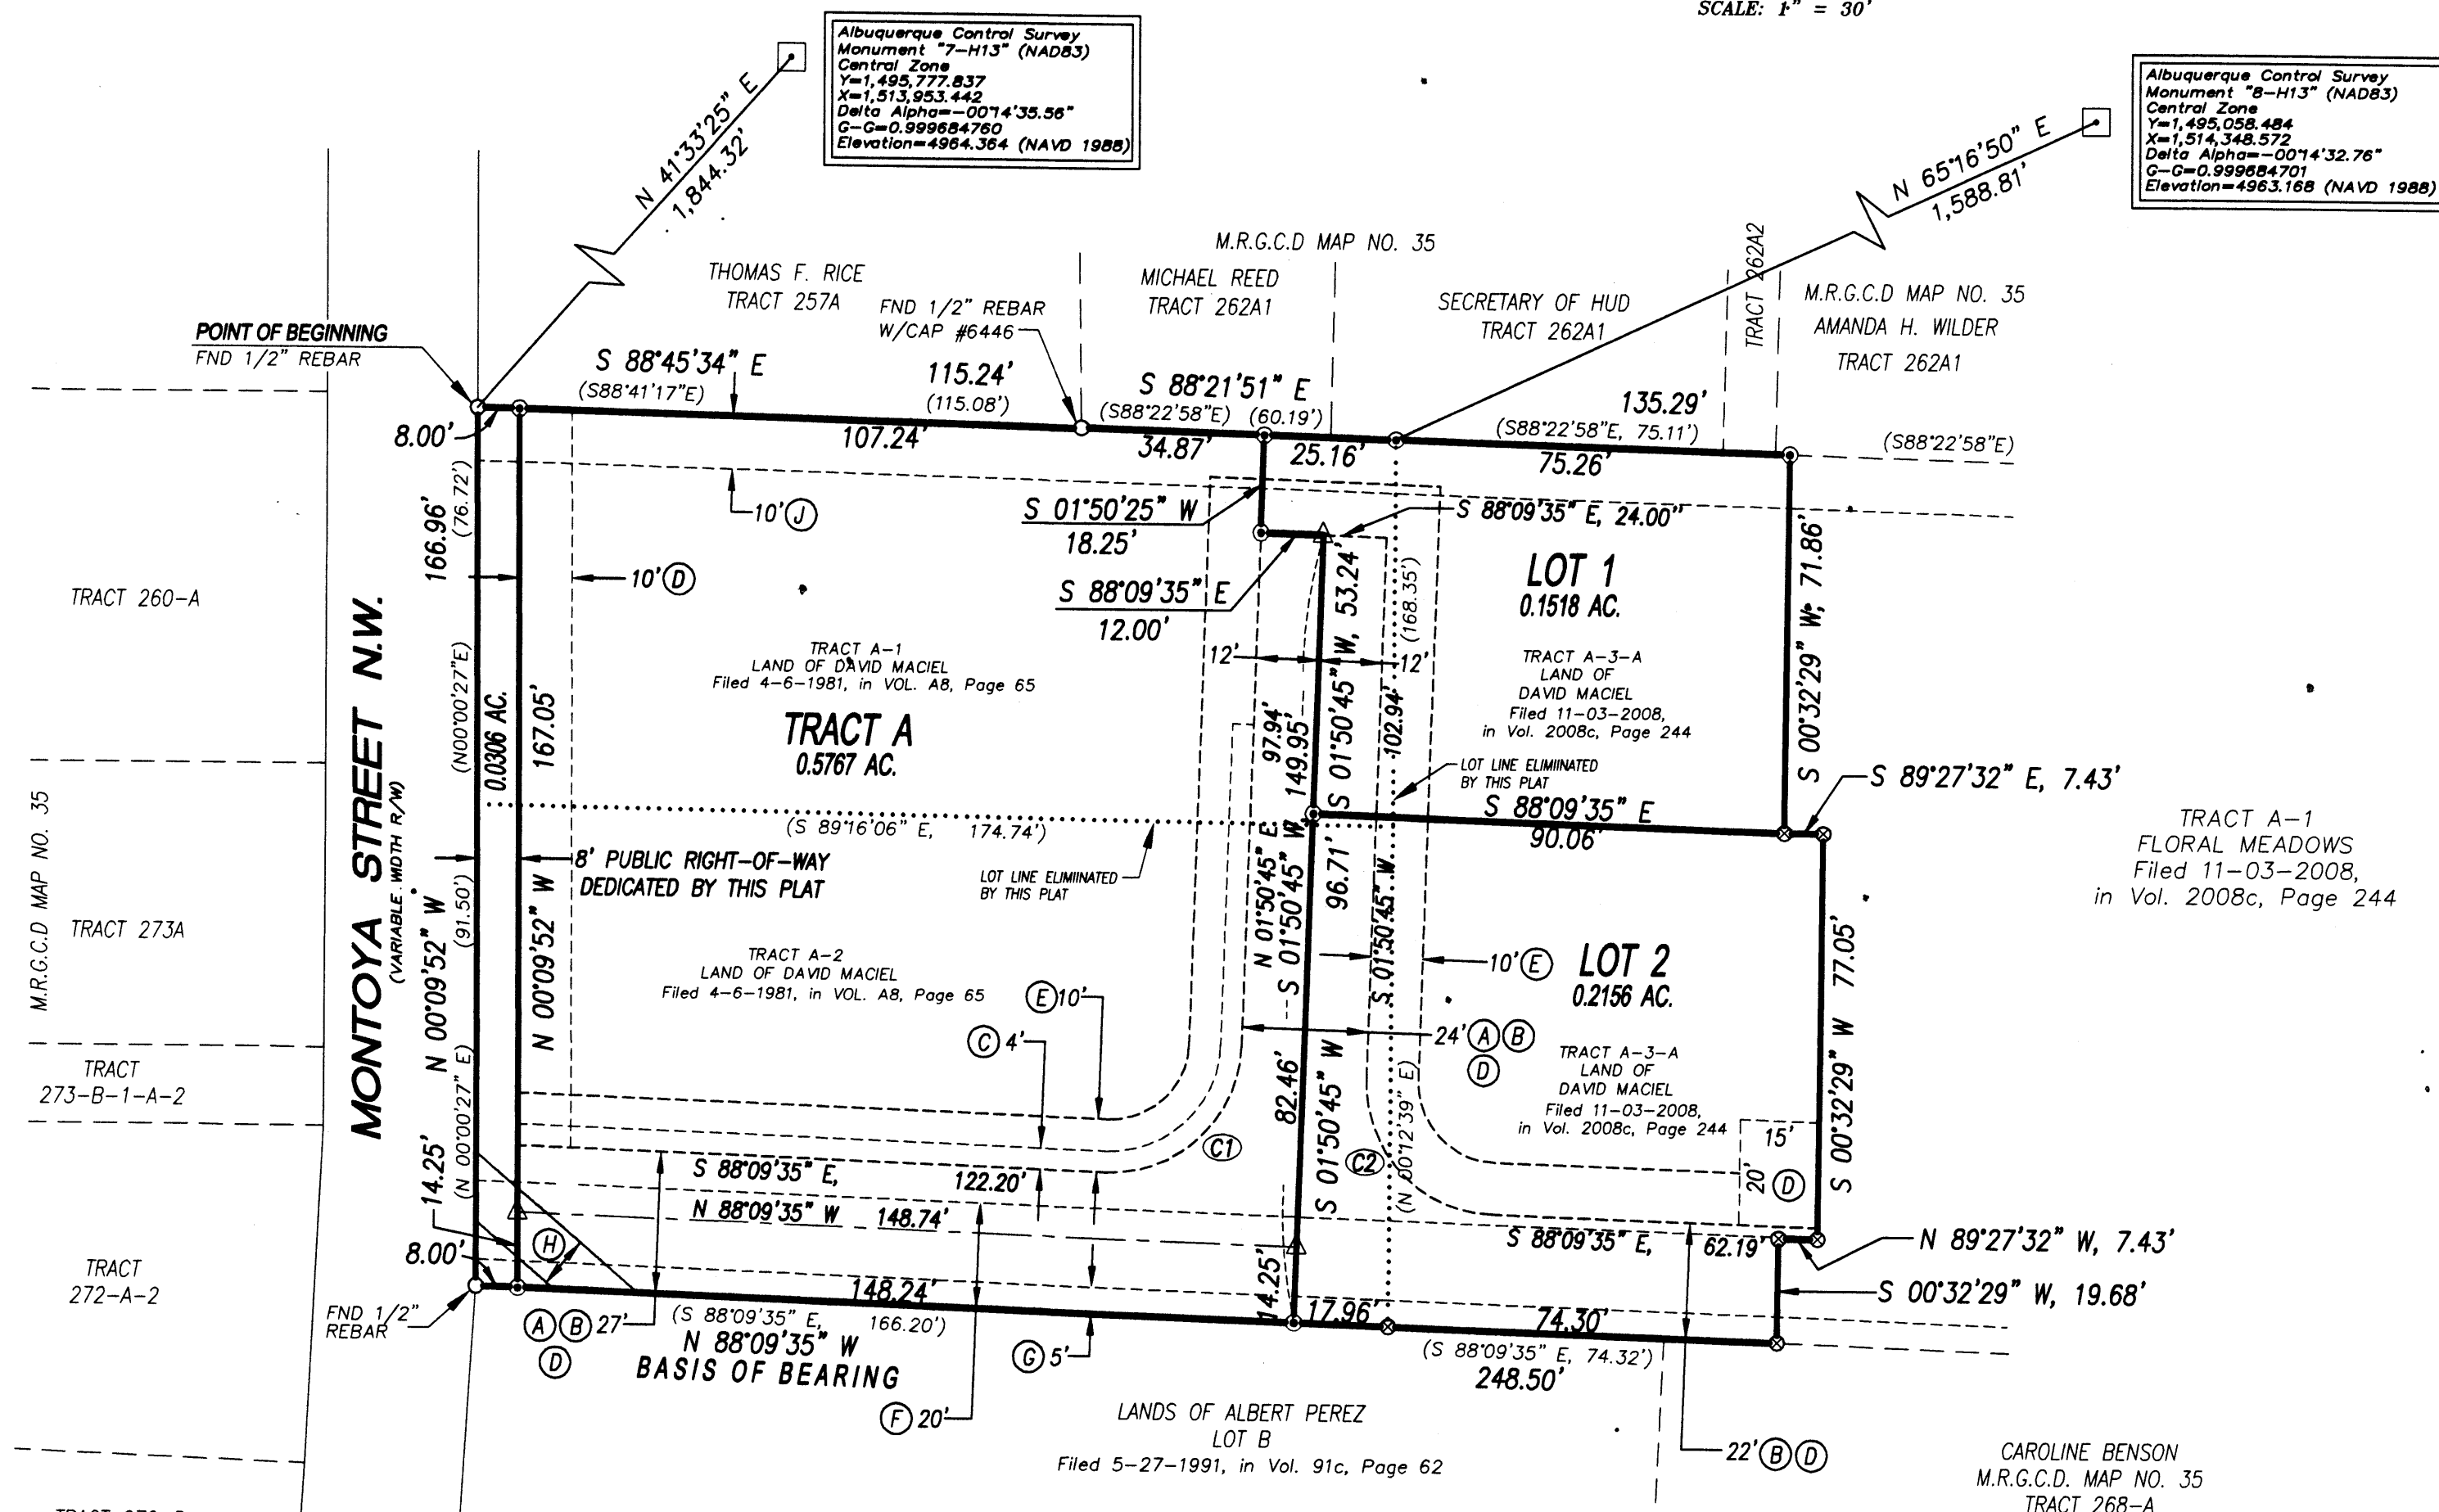 SCALE: 1" = 30'
Albuquerque Control Survey
Monument "7-H13" (NAD83)
Central Zone
Y=1,495,777.837
X=1,513,953.442
Delta Alpha=-00°14'35.56"
G-G=0.999684760
Elevation=4964.364 (NAVD 1988)
Albuquerque Control Survey
Monument "8-H13" (NAD83)
Central Zone
Y=1,495,058.484
X=1,514,348.572
Delta Alpha=-00°14'32.76"
G-G=0.999684701
Elevation=4963.168 (NAVD 1988)
N 41°33'25" E
1,844.32'
N 65°16'50" E
1,588.81'
M.R.G.C.D MAP NO. 35
THOMAS F. RICE
TRACT 257A
FND 1/2" REBAR
W/CAP #6446
MICHAEL REED
TRACT 262A1
SECRETARY OF HUD
TRACT 262A1
TRACT 262A2
M.R.G.C.D MAP NO. 35
AMANDA H. WILDER
TRACT 262A1
POINT OF BEGINNING
FND 1/2" REBAR
S 88°45'34" E
(S88°41'17"E)
115.24'
(115.08')
S 88°21'51" E
(S88°22'58"E) (60.19')
135.29'
(S88°22'58"E, 75.11')
(S88°22'58"E)
8.00'
107.24'
34.87'
25.16'
75.26'
10' J
10' D
S 01°50'25" W
18.25'
S 88°09'35" E
12.00'
S 88°09'35" E, 24.00"
LOT 1
0.1518 AC.
TRACT A-3-A
LAND OF
DAVID MACIEL
Filed 11-03-2008,
in Vol. 2008c, Page 244
12'
12'
S 01°50'45" W, 53.24'
(168.35')
102.94'
S 00°32'29" W, 71.86'
166.96'
(76.72')
(N00°00'27"E)
0.0306 AC.
167.05'
TRACT 260-A
M.R.G.C.D MAP NO. 35
TRACT 273A
TRACT
273-B-1-A-2
TRACT
272-A-2
MONTOYA STREET N.W.
(VARIABLE WIDTH R/W)
N 00°09'52" W
(91.50')
N 00°09'52" W
(N 00°00'27" E)
14.25'
TRACT A-1
LAND OF DAVID MACIEL
Filed 4-6-1981, in VOL. A8, Page 65
TRACT A
0.5767 AC.
(S 89°16'06" E, 174.74')
8' PUBLIC RIGHT-OF-WAY
DEDICATED BY THIS PLAT
LOT LINE ELIMIINATED
BY THIS PLAT
LOT LINE ELIMIINATED
BY THIS PLAT
TRACT A-2
LAND OF DAVID MACIEL
Filed 4-6-1981, in VOL. A8, Page 65
97.94'
149.95'
N 01°50'45" E
S 01°50'45" W
96.71'
S 01°50'45" W
S 88°09'35" E
90.06'
S 89°27'32" E, 7.43'
TRACT A-1
FLORAL MEADOWS
Filed 11-03-2008,
in Vol. 2008c, Page 244
S 00°32'29" W 77.05'
10' E
LOT 2
0.2156 AC.
TRACT A-3-A
LAND OF
DAVID MACIEL
Filed 11-03-2008,
in Vol. 2008c, Page 244
24' A B
D
E 10'
C 4'
82.46'
S 01°50'45" W
(N 00°12'39" E)
C1
C2
15'
20'
D
S 88°09'35" E, 122.20'
N 88°09'35" W 148.74'
H
8.00'
FND 1/2"
REBAR
148.24'
(S 88°09'35" E, 166.20')
N 88°09'35" W
BASIS OF BEARING
A B 27'
D
G 5'
F 20'
14.25'
17.96'
74.30'
(S 88°09'35" E, 74.32')
248.50'
S 88°09'35" E, 62.19'
N 89°27'32" W, 7.43'
S 00°32'29" W, 19.68'
22' B D
LANDS OF ALBERT PEREZ
LOT B
Filed 5-27-1991, in Vol. 91c, Page 62
CAROLINE BENSON
M.R.G.C.D. MAP NO. 35
TRACT 268-A